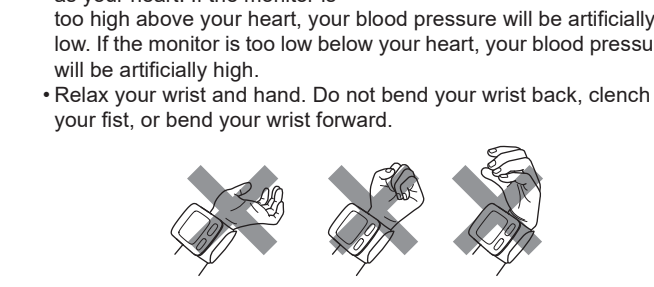 as your heart. If the monitor is
too high above your heart, your blood pressure will be artificially
low. If the monitor is too low below your heart, your blood pressu
will be artificially high.
• Relax your wrist and hand. Do not bend your wrist back, clench
your fist, or bend your wrist forward.